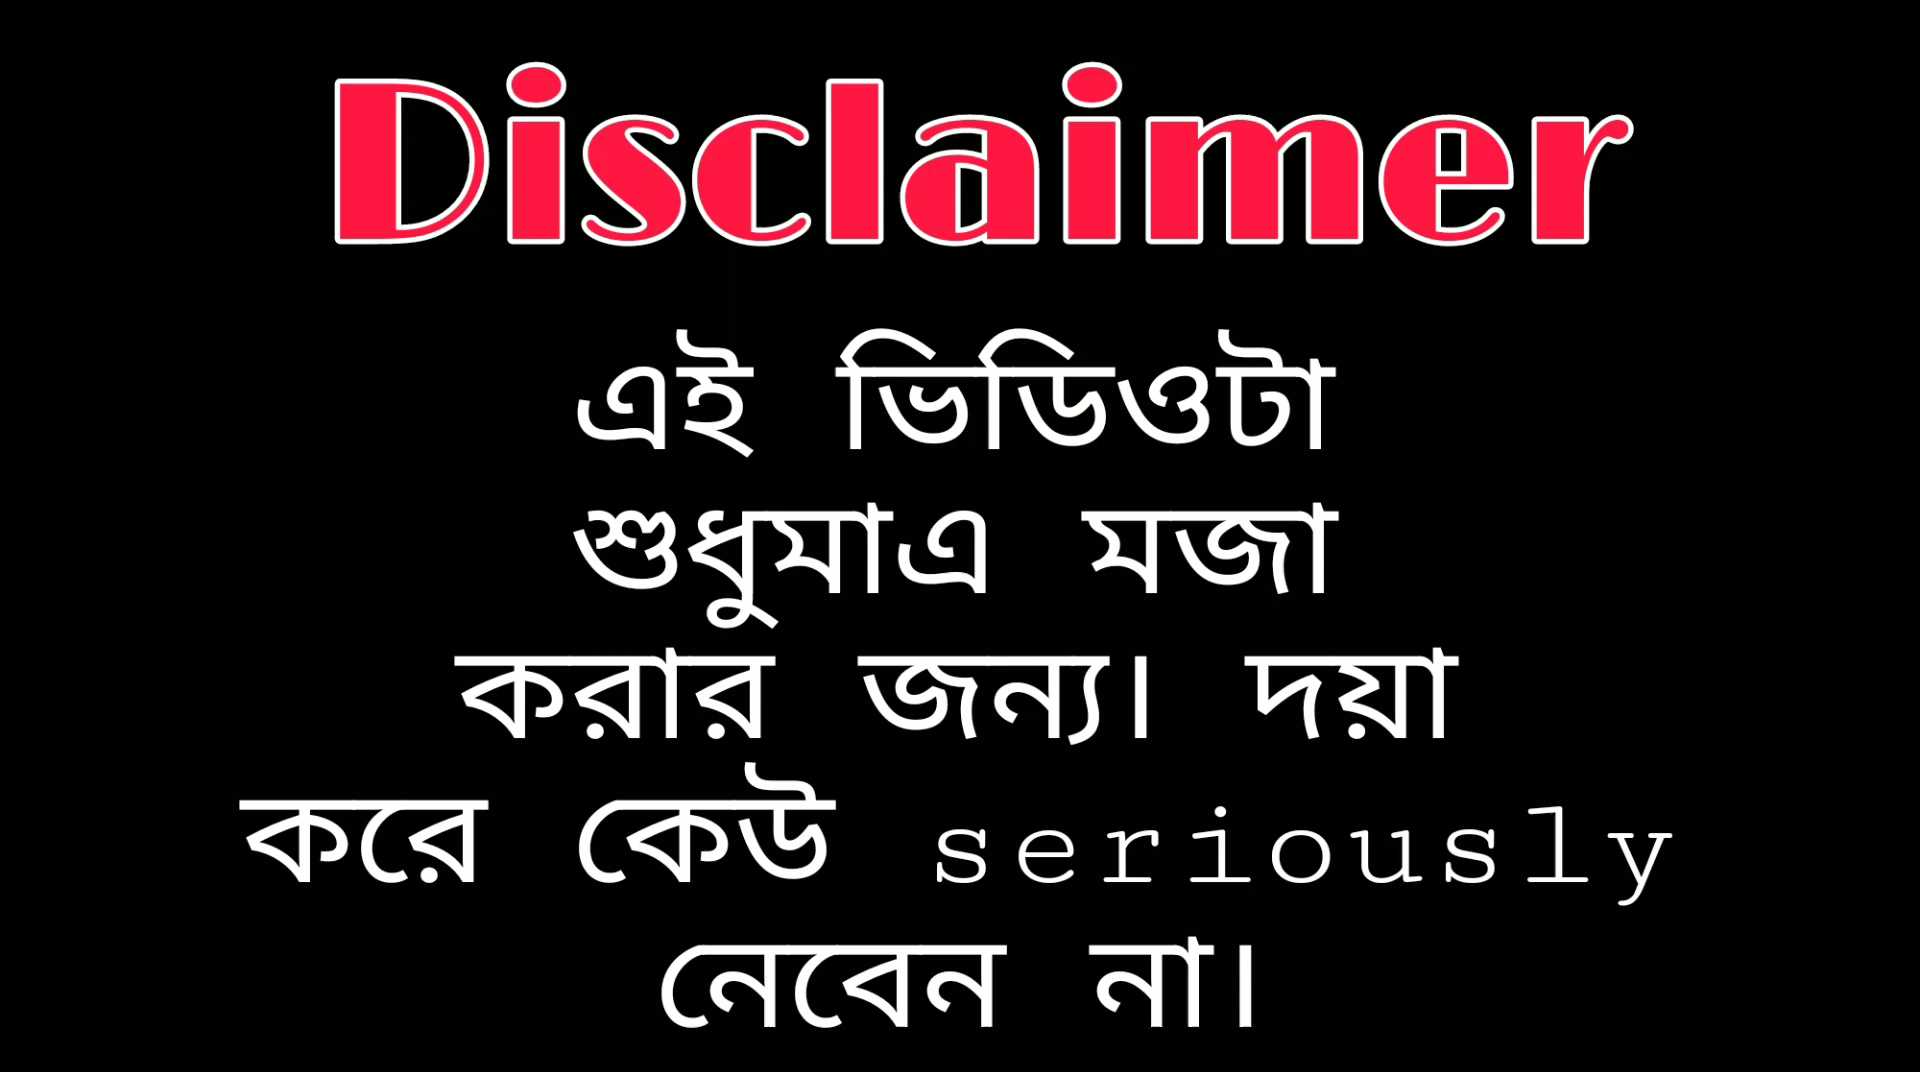 Disclaimer
এই ভিডিওটা
শুধুমাএ মজা
করার জন্য। দয়া
করে কেউ seriously
নেবেন না।